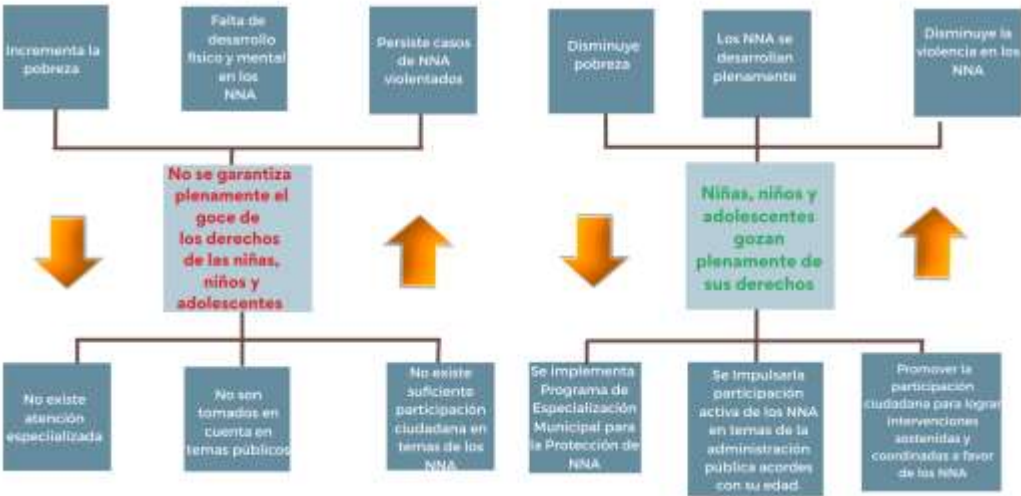 Incrementa la
pobreza
Falta de
desarrollo
físico y mental
en los
NNA
Persiste casos
de NNA
violentados
No se garantiza
plenamente el
goce de
los derechos
de las niñas,
niños y
adolescentes
No existe
atención
especiializada
No son
tomados en
cuenta en
temas públicos
No existe
suficiente
participación
ciudadana en
temas de los
NNA.
Disminuye
pobreza
Los NNA se
desarrollan
plenamente
Disminuye la
violencia en los
NNA
Niñas, niños y
adolescentes
gozan
plenamente de
sus derechos
Se implementa
Programa de
Especialización
Municipal para
la Protección de
NNA
Se Impulsarla
participación
activa de los NNA
en temas de la
administración
pública acordes
con su edad.
Promover la
participación
ciudadana para lograr
intervenciones
sostenidas y
coordinadas a favor
de los NNA